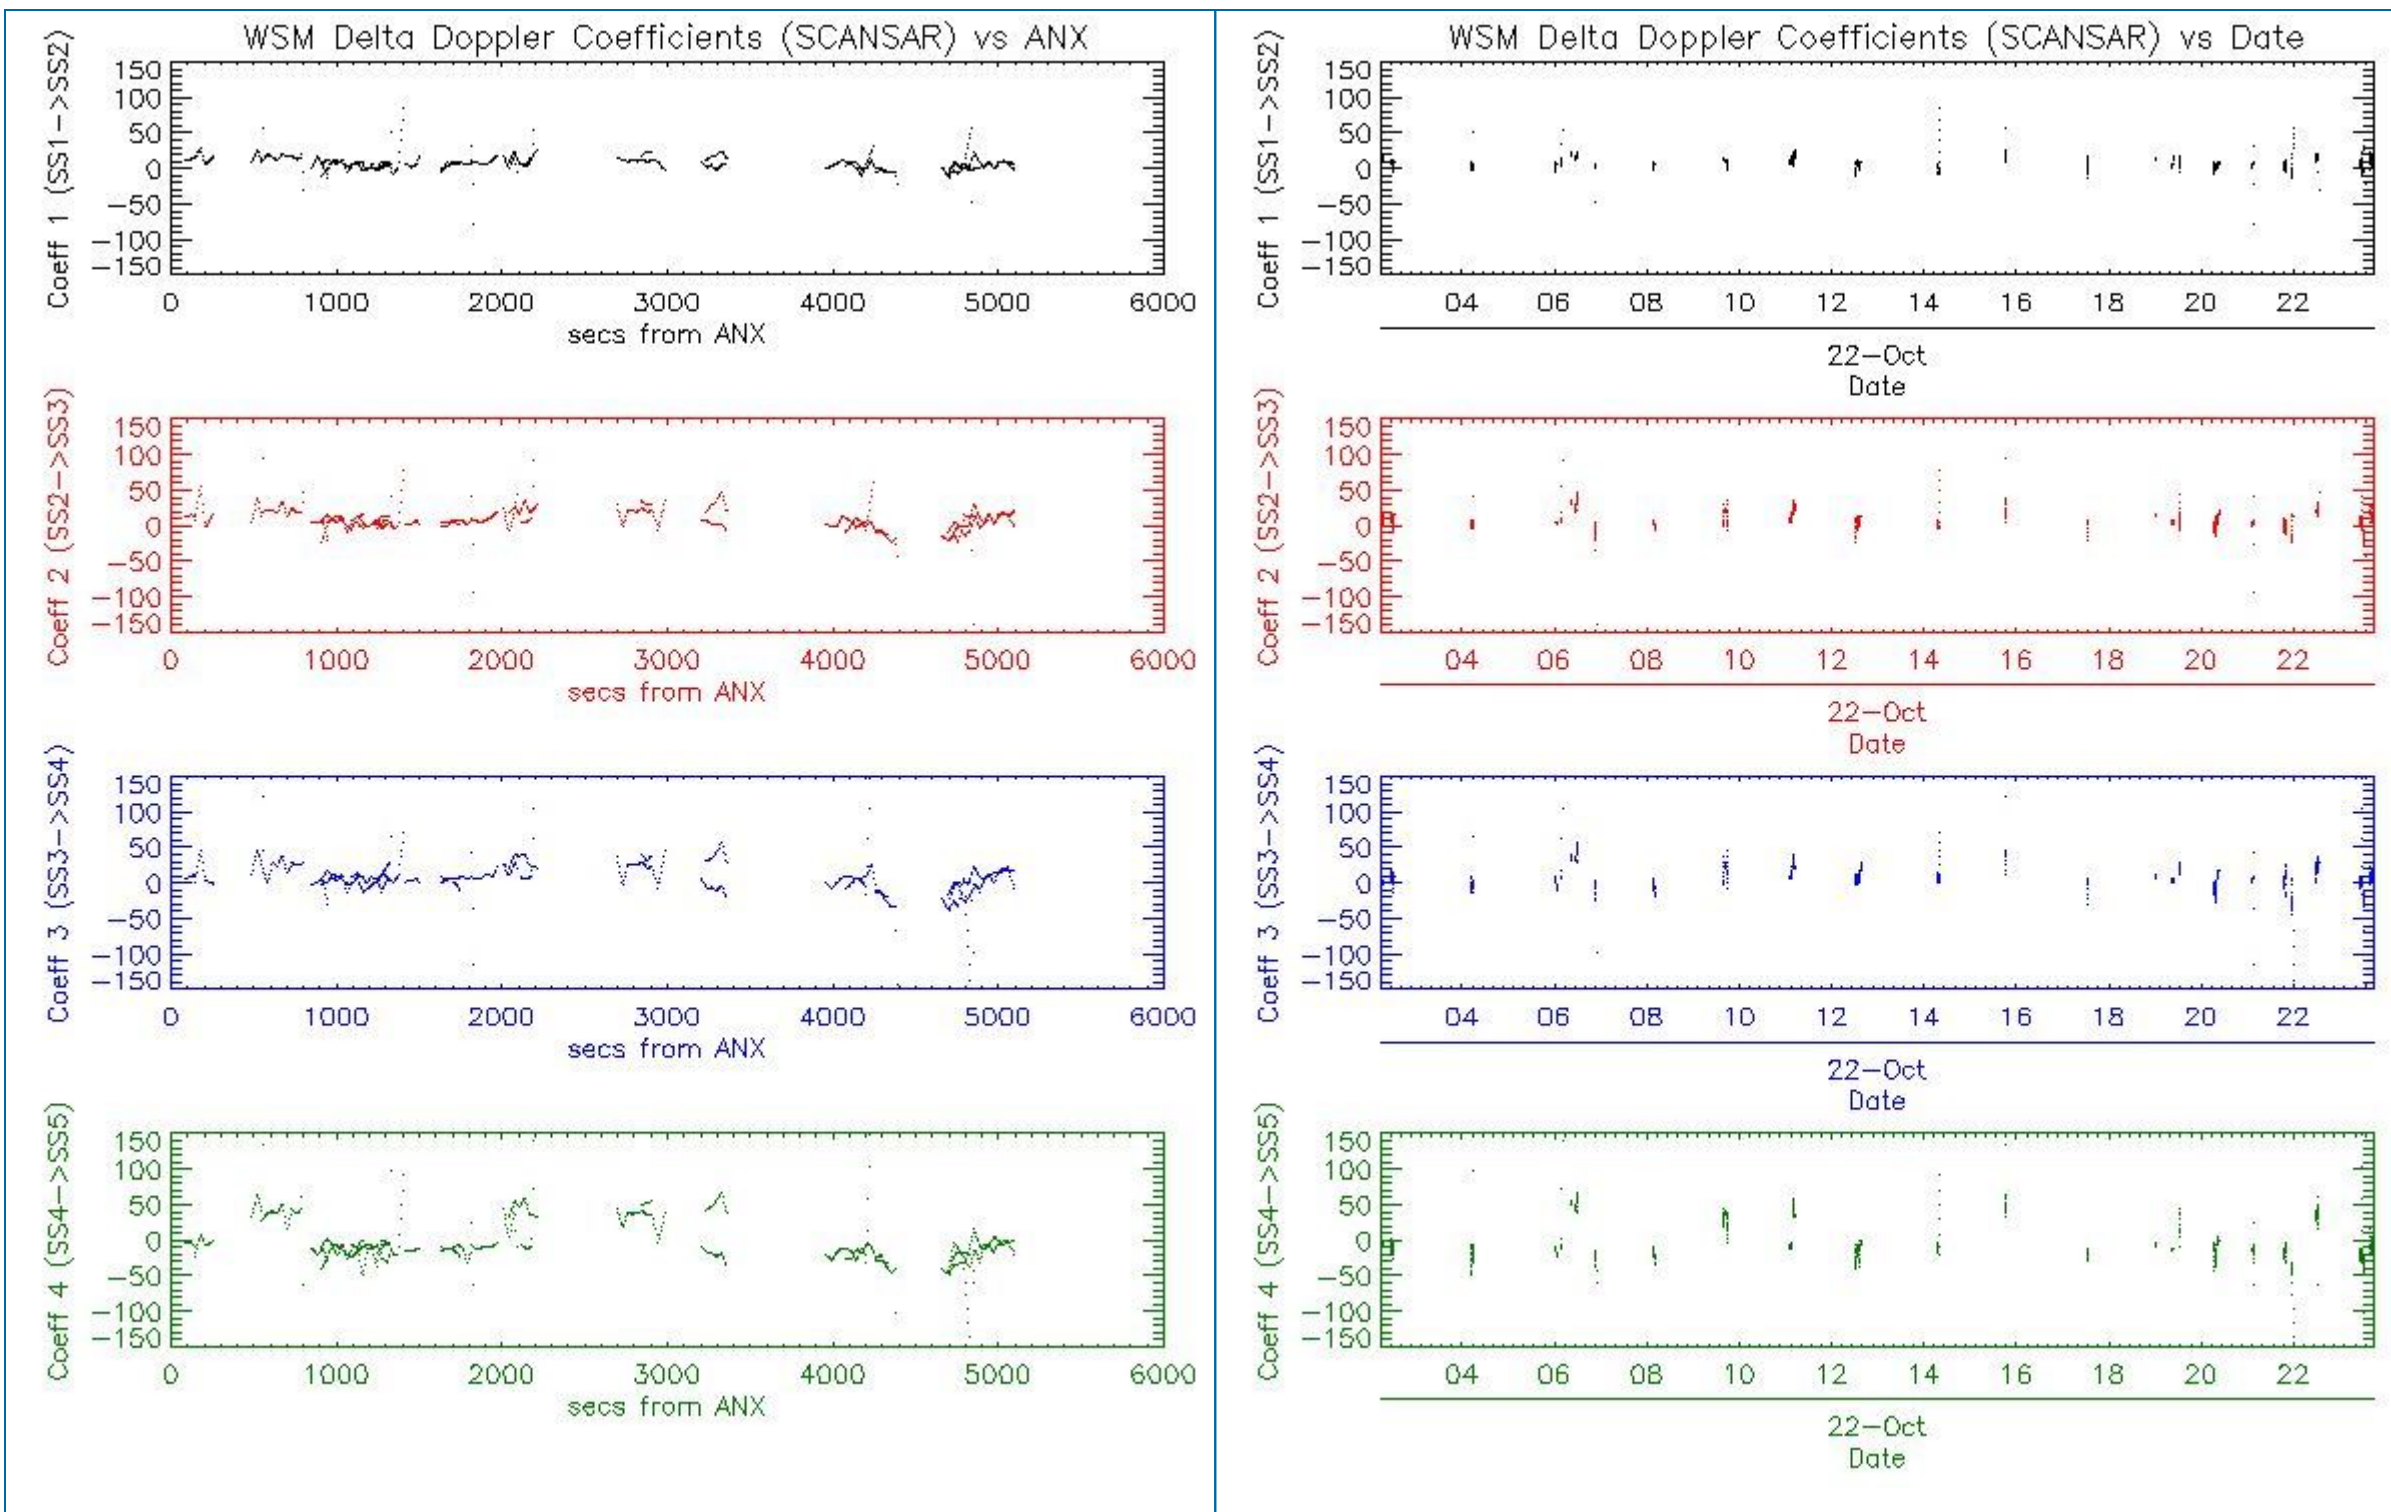 WSM Delta Doppler Coefficients (SCANSAR) vs ANX
Coeff 1 (SS1->SS2)
150
100
50
0
-50
-100
-150
0 1000 2000 3000 4000 5000 6000
secs from ANX
Coeff 2 (SS2->SS3)
150
100
50
0
-50
-100
-150
0 1000 2000 3000 4000 5000 6000
secs from ANX
Coeff 3 (SS3->SS4)
150
100
50
0
-50
-100
-150
0 1000 2000 3000 4000 5000 6000
secs from ANX
Coeff 4 (SS4->SS5)
150
100
50
0
-50
-100
-150
0 1000 2000 3000 4000 5000 6000
secs from ANX
WSM Delta Doppler Coefficients (SCANSAR) vs Date
Coeff 1 (SS1->SS2)
150
100
50
0
-50
-100
-150
04 06 08 10 12 14 16 18 20 22
22-Oct
Date
Coeff 2 (SS2->SS3)
150
100
50
0
-50
-100
-150
04 06 08 10 12 14 16 18 20 22
22-Oct
Date
Coeff 3 (SS3->SS4)
150
100
50
0
-50
-100
-150
04 06 08 10 12 14 16 18 20 22
22-Oct
Date
Coeff 4 (SS4->SS5)
150
100
50
0
-50
-100
-150
04 06 08 10 12 14 16 18 20 22
22-Oct
Date